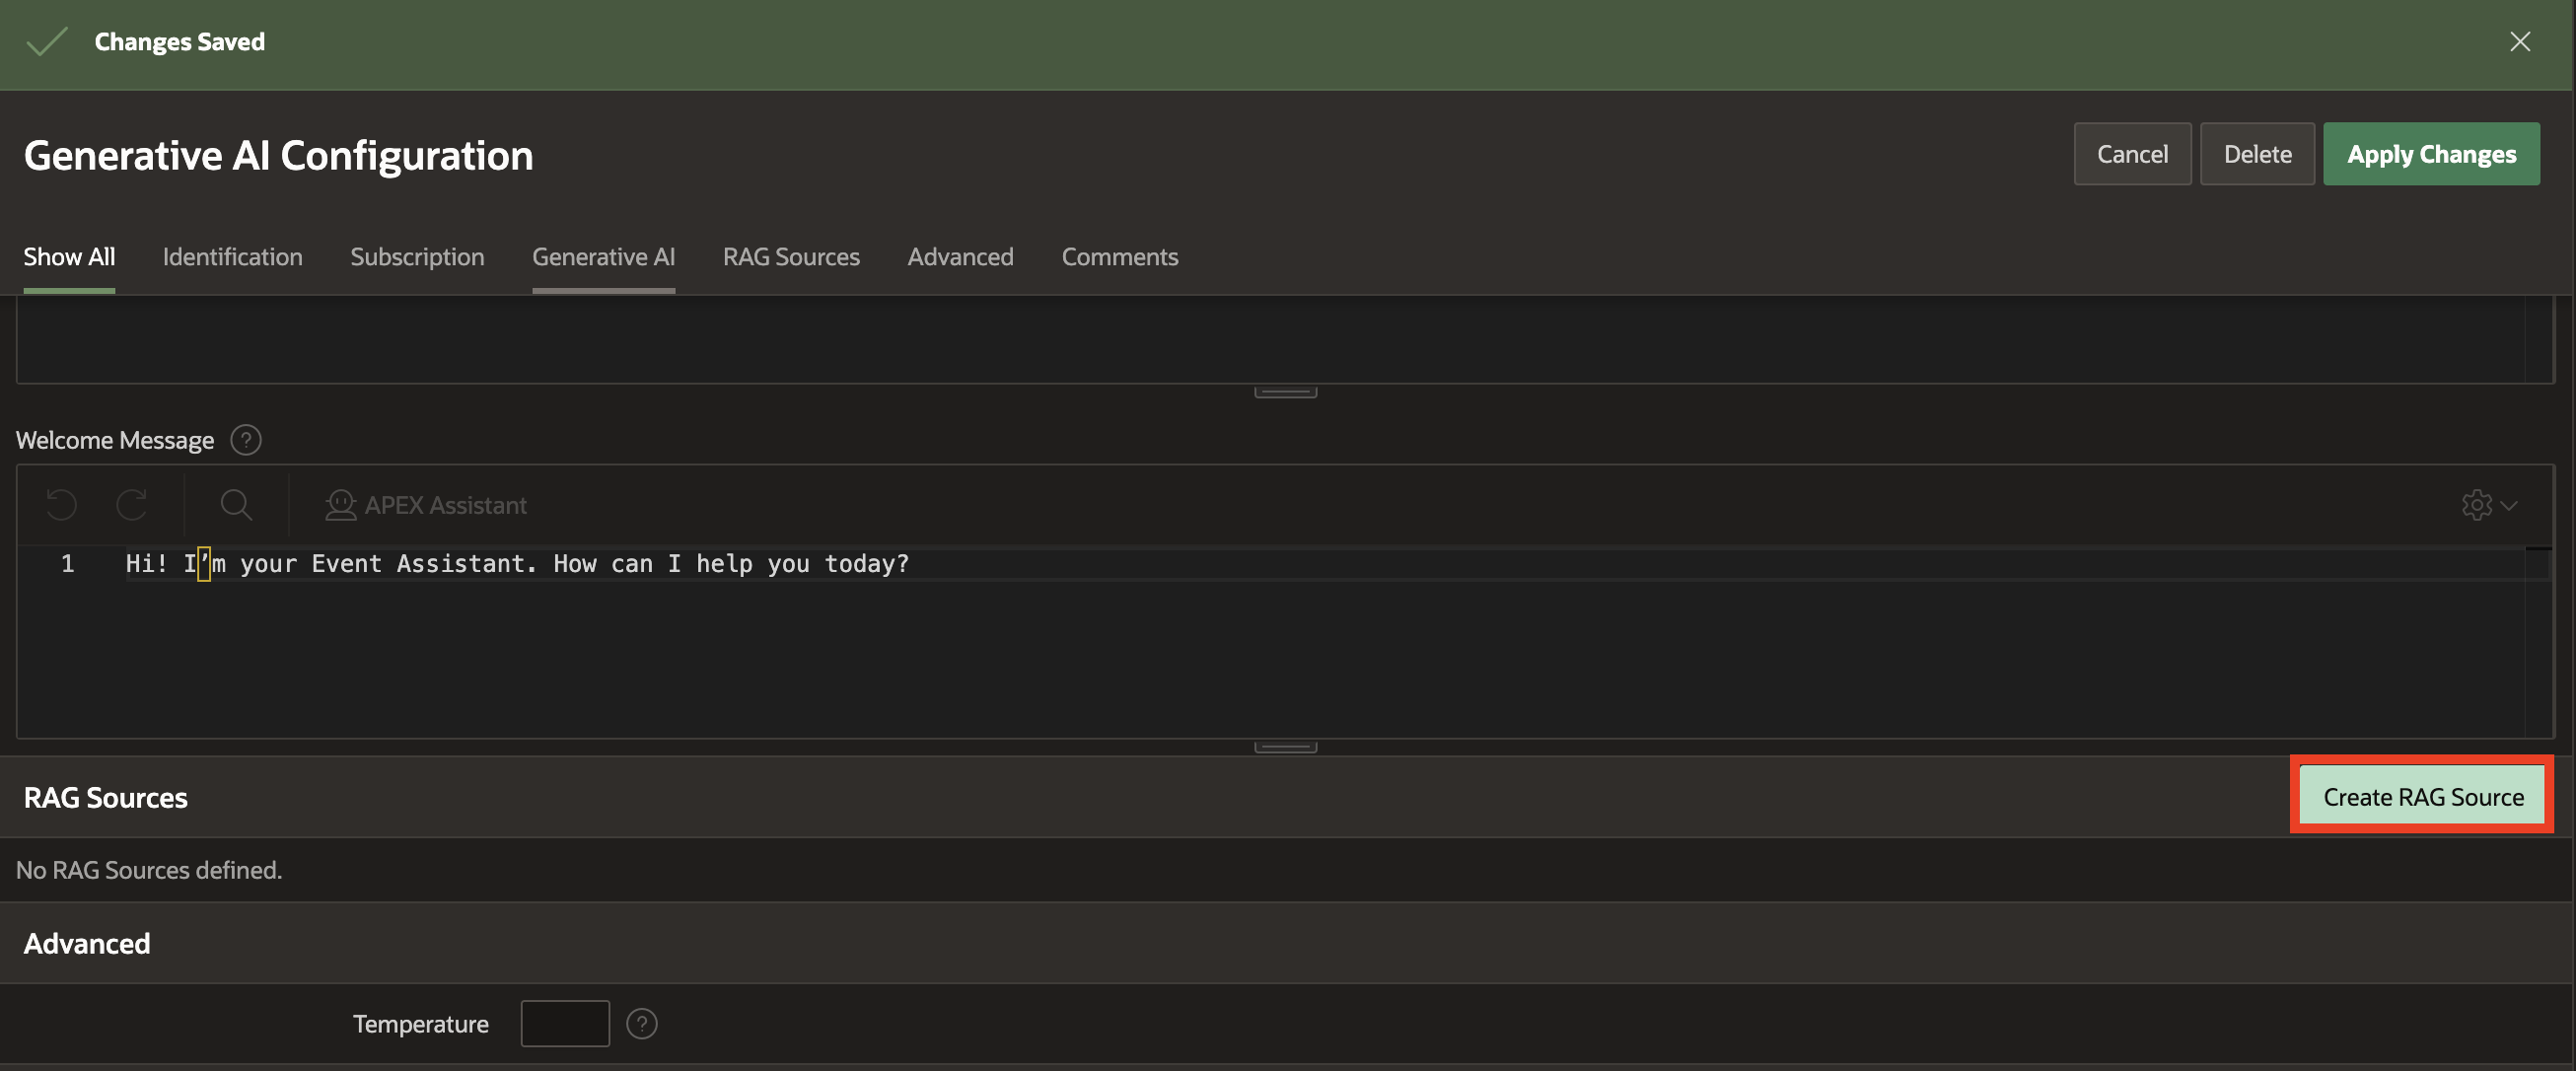 Changes Saved
Generative AI Configuration
Cancel
Delete
Apply Changes
Show All
Identification
Subscription
Generative AI
RAG Sources
Advanced
Comments
Welcome Message ?
APEX Assistant
1 Hi! I’m your Event Assistant. How can I help you today?
RAG Sources
Create RAG Source
No RAG Sources defined.
Advanced
Temperature ?